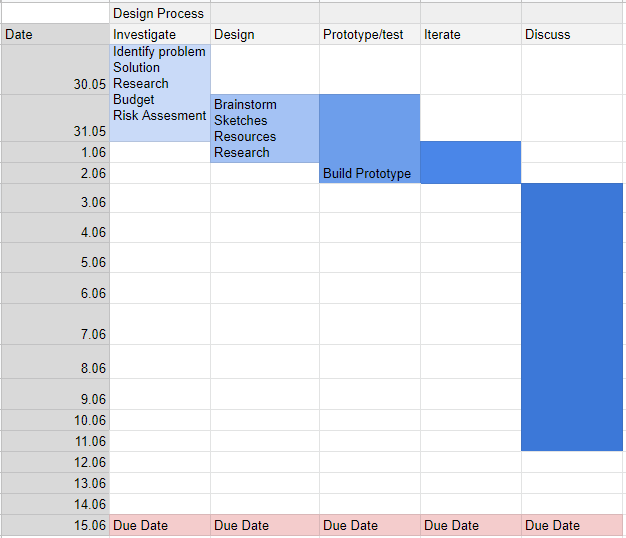 Design Process
Date Investigate Design Prototype/test Iterate Discuss
Identify problem
Solution
Research
30.05
Budget
Risk Assesment
Brainstorm
Sketches
31.05
Resources
1.06 Research
2.06 Build Prototype
3.06
4.06
5.06
6.06
7.06
8.06
9.06
10.06
11.06
12.06
13.06
14.06
15.06 Due Date Due Date Due Date Due Date Due Date